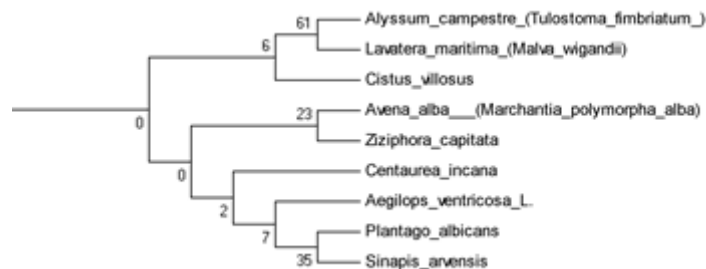 61
Alyssum_campestre_(Tulostoma_fimbriatum_)
6
Lavatera_maritima_(Malva_wigandii)
Cistus_villosus
0
23
Avena_alba___(Marchantia_polymorpha_alba)
Ziziphora_capitata
0
Centaurea_incana
2
Aegilops_ventricosa_L.
7
Plantago_albicans
35
Sinapis_arvensis